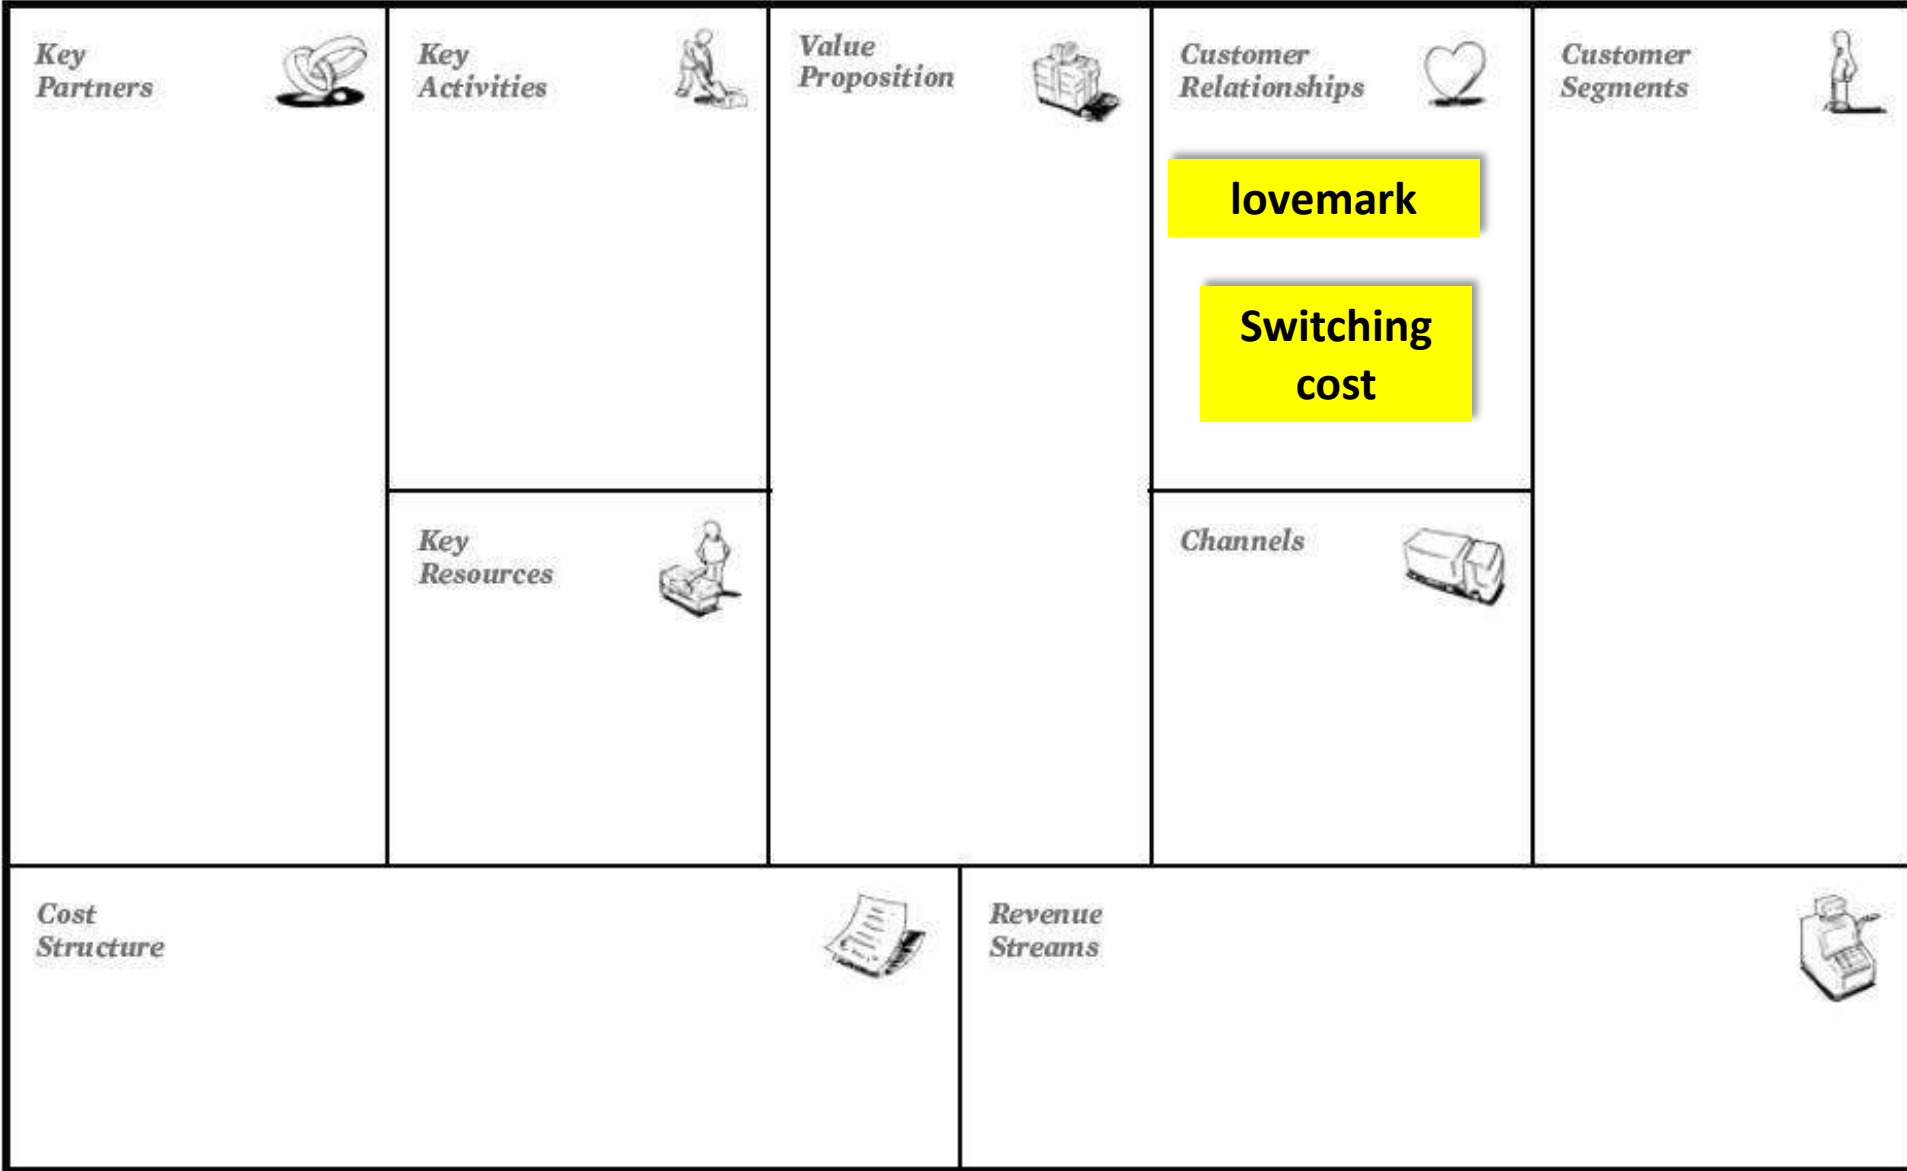 Key
Partners
Key
Activities
Value
Proposition
Customer
Relationships
Customer
Segments
lovemark
Switching
cost
Key
Resources
Channels
Cost
Structure
Revenue
Streams